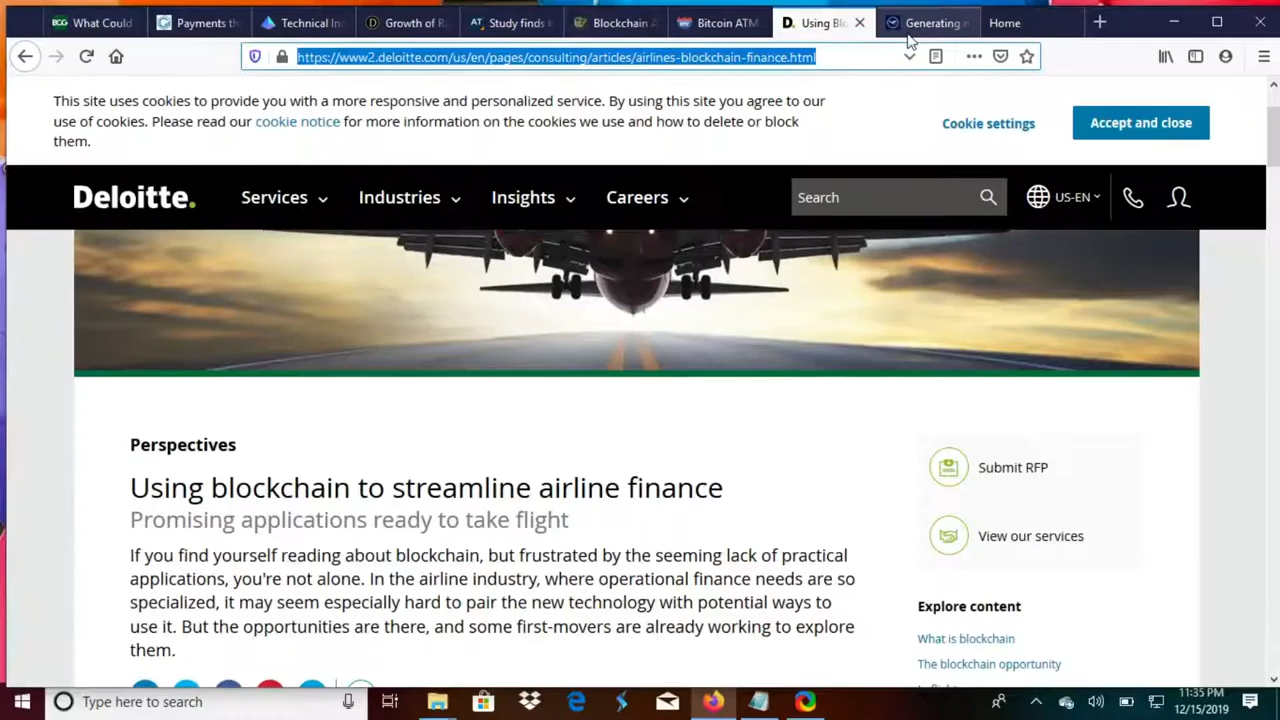 BCG What Could
Payments th
Technical In
Growth of R
AT Study finds
Blockchain
Bitcoin ATM
D. Using Blo
Generating
Home
https://www2.deloitte.com/us/en/pages/consulting/articles/airlines-blockchain-finance.html
This site uses cookies to provide you with a more responsive and personalized service. By using this site you agree to our
use of cookies. Please read our cookie notice for more information on the cookies we use and how to delete or block
them.
Cookie settings
Accept and close
Deloitte.
Services
Industries
Insights
Careers
Search
US-EN
Perspectives
Using blockchain to streamline airline finance
Promising applications ready to take flight
If you find yourself reading about blockchain, but frustrated by the seeming lack of practical
applications, you're not alone. In the airline industry, where operational finance needs are so
specialized, it may seem especially hard to pair the new technology with potential ways to
use it. But the opportunities are there, and some first-movers are already working to explore
them.
Submit RFP
View our services
Explore content
What is blockchain
The blockchain opportunity
Type here to search
11:35 PM
12/15/2019